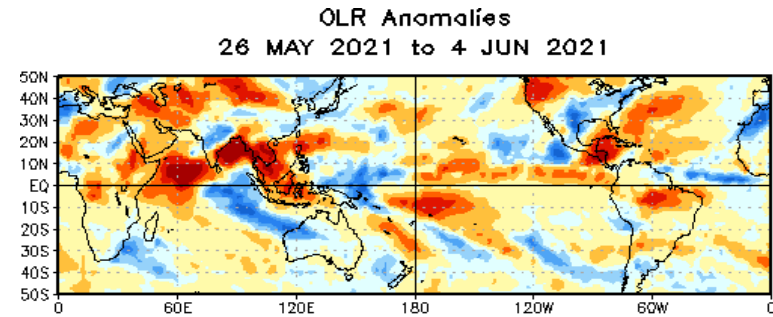 OLR Anomalies
26 MAY 2021 to 4 JUN 2021
50N
40N
30N
20N
10N
EQ
10S
20S
30S
40S
50S
0 60E 120E 180 120W 60W 0